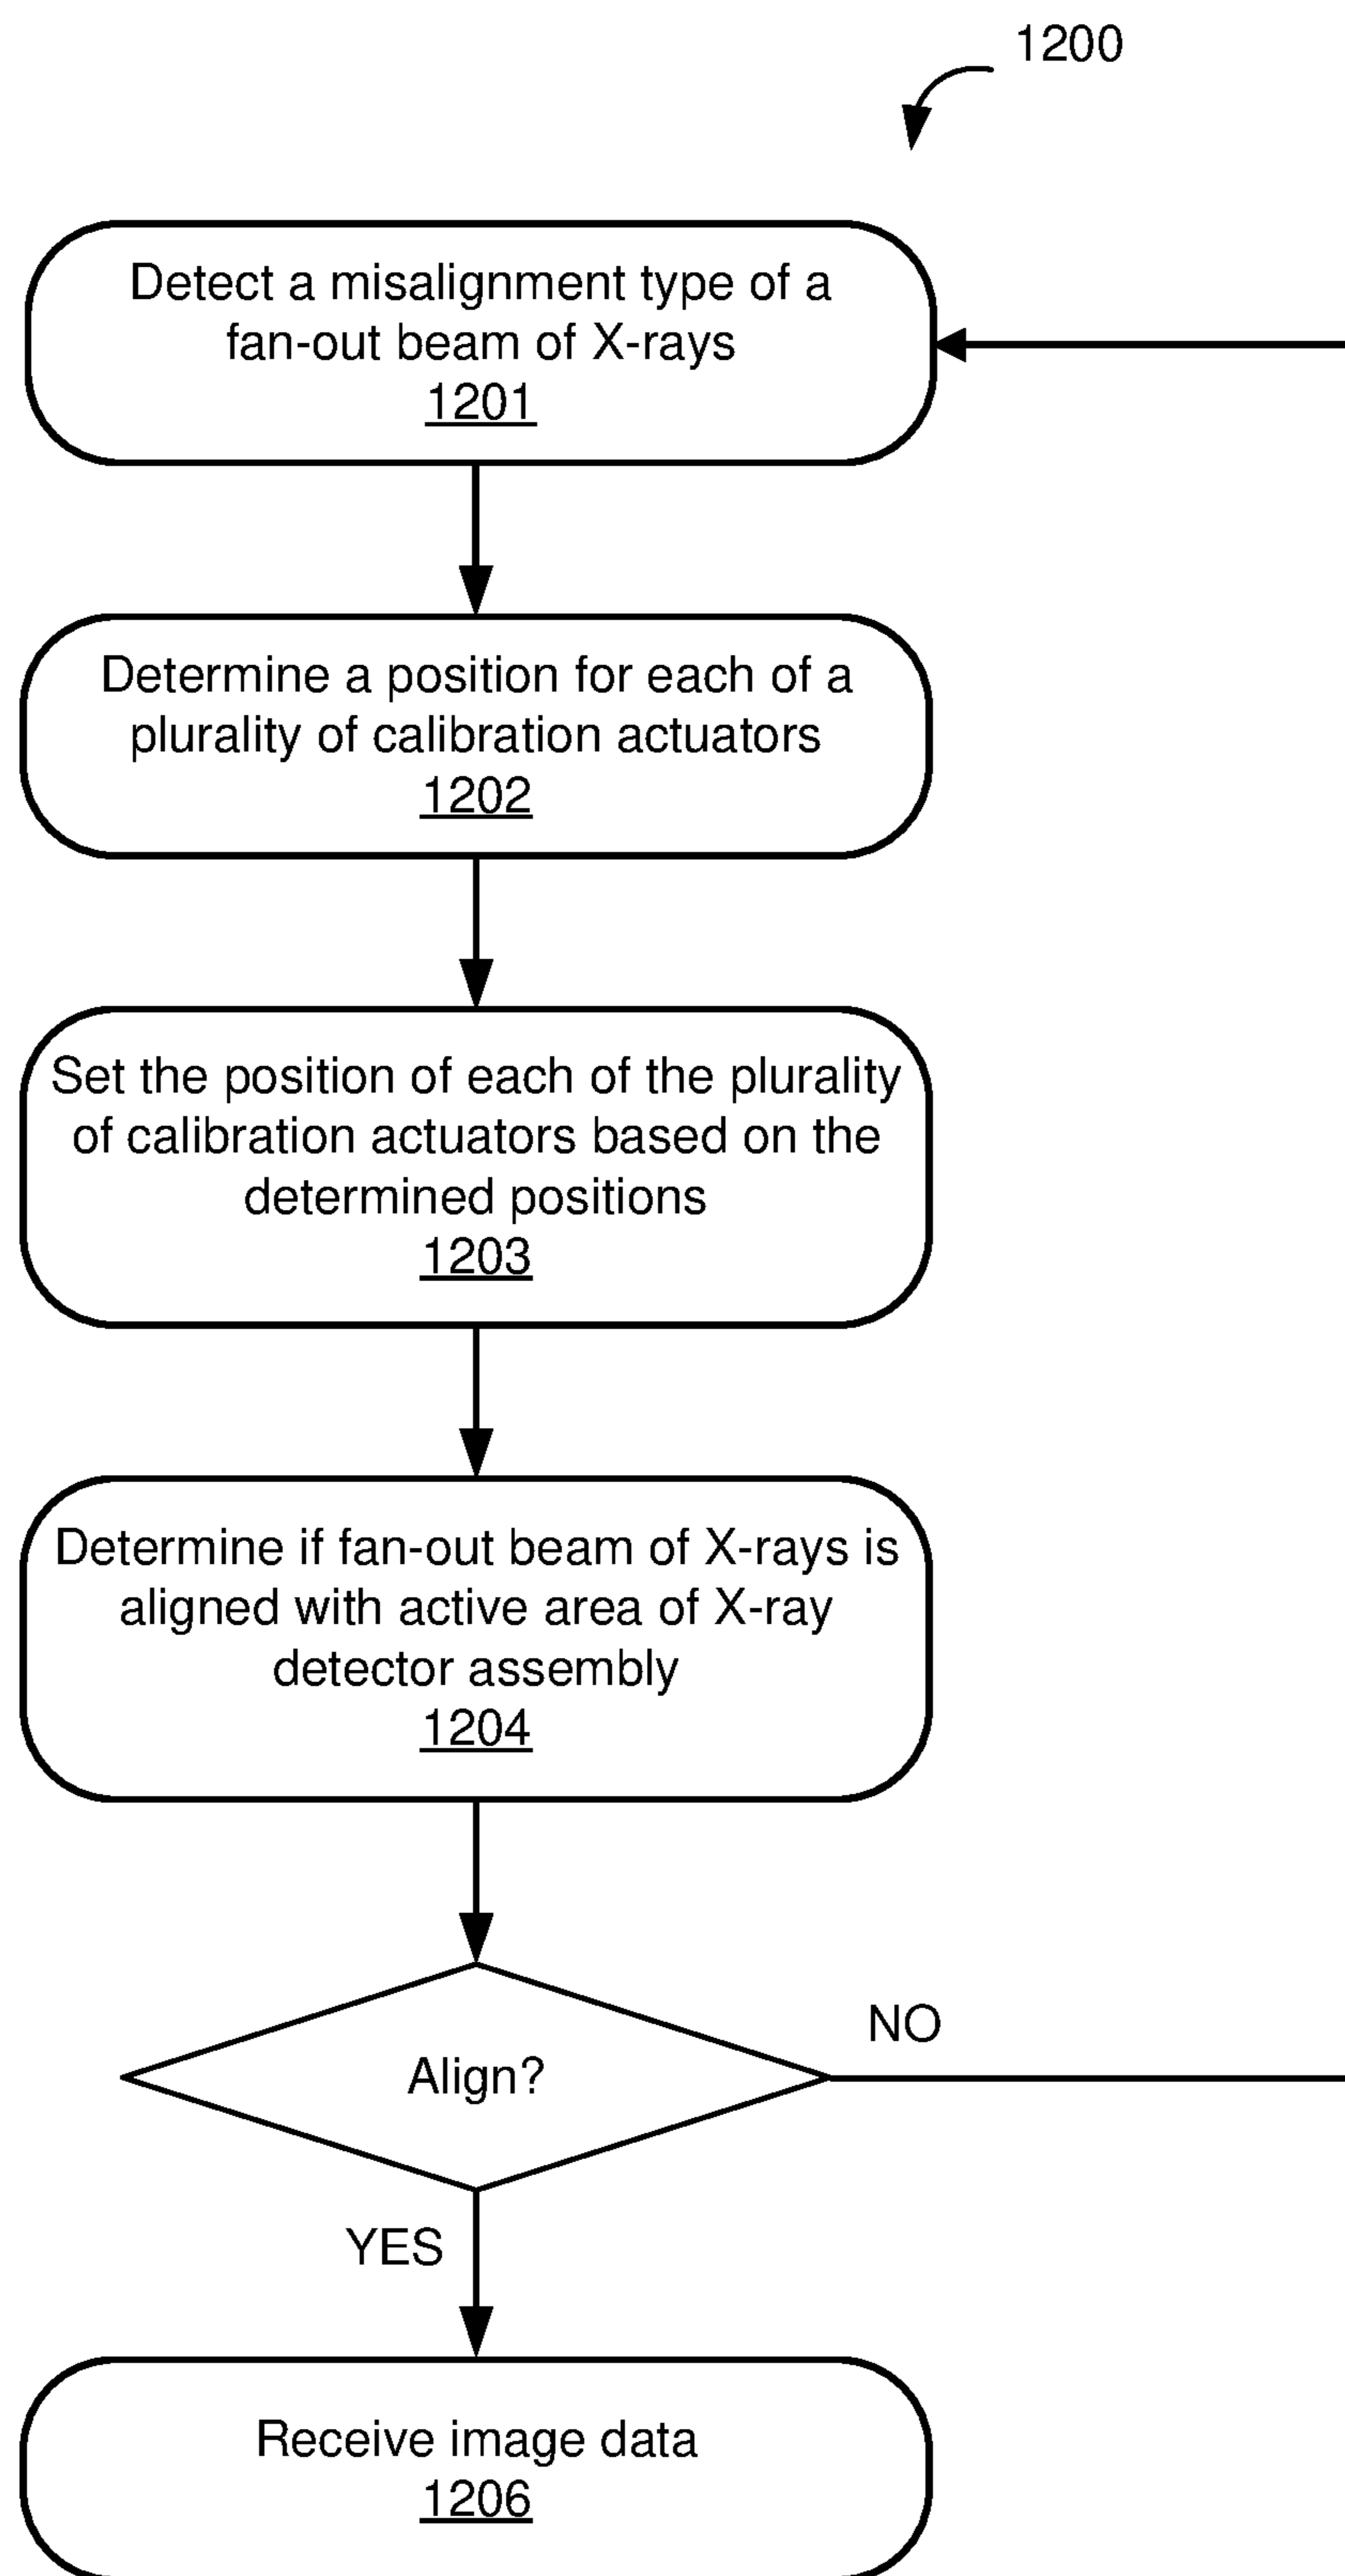 1200
Detect a misalignment type of a
fan-out beam of X-rays
1201
Determine a position for each of a
plurality of calibration actuators
1202
Set the position of each of the plurality
of calibration actuators based on the
determined positions
1203
Determine if fan-out beam of X-rays is
aligned with active area of X-ray
detector assembly
1204
Align?
NO
YES
Receive image data
1206